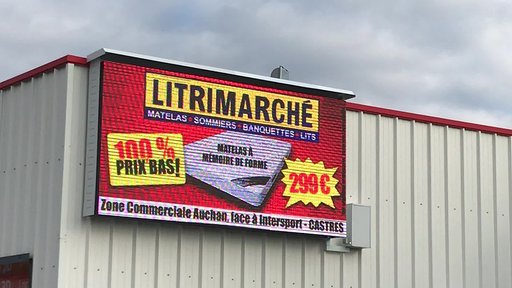 LITRIMARCHÉ
MATELAS • SOMMIERS • BANQUETTES • LITS
100 %
PRIX BAS!
MATELAS À
MÉMOIRE DE FORME
299 €
Zone Commerciale Auchan, face à Intersport - CASTRES